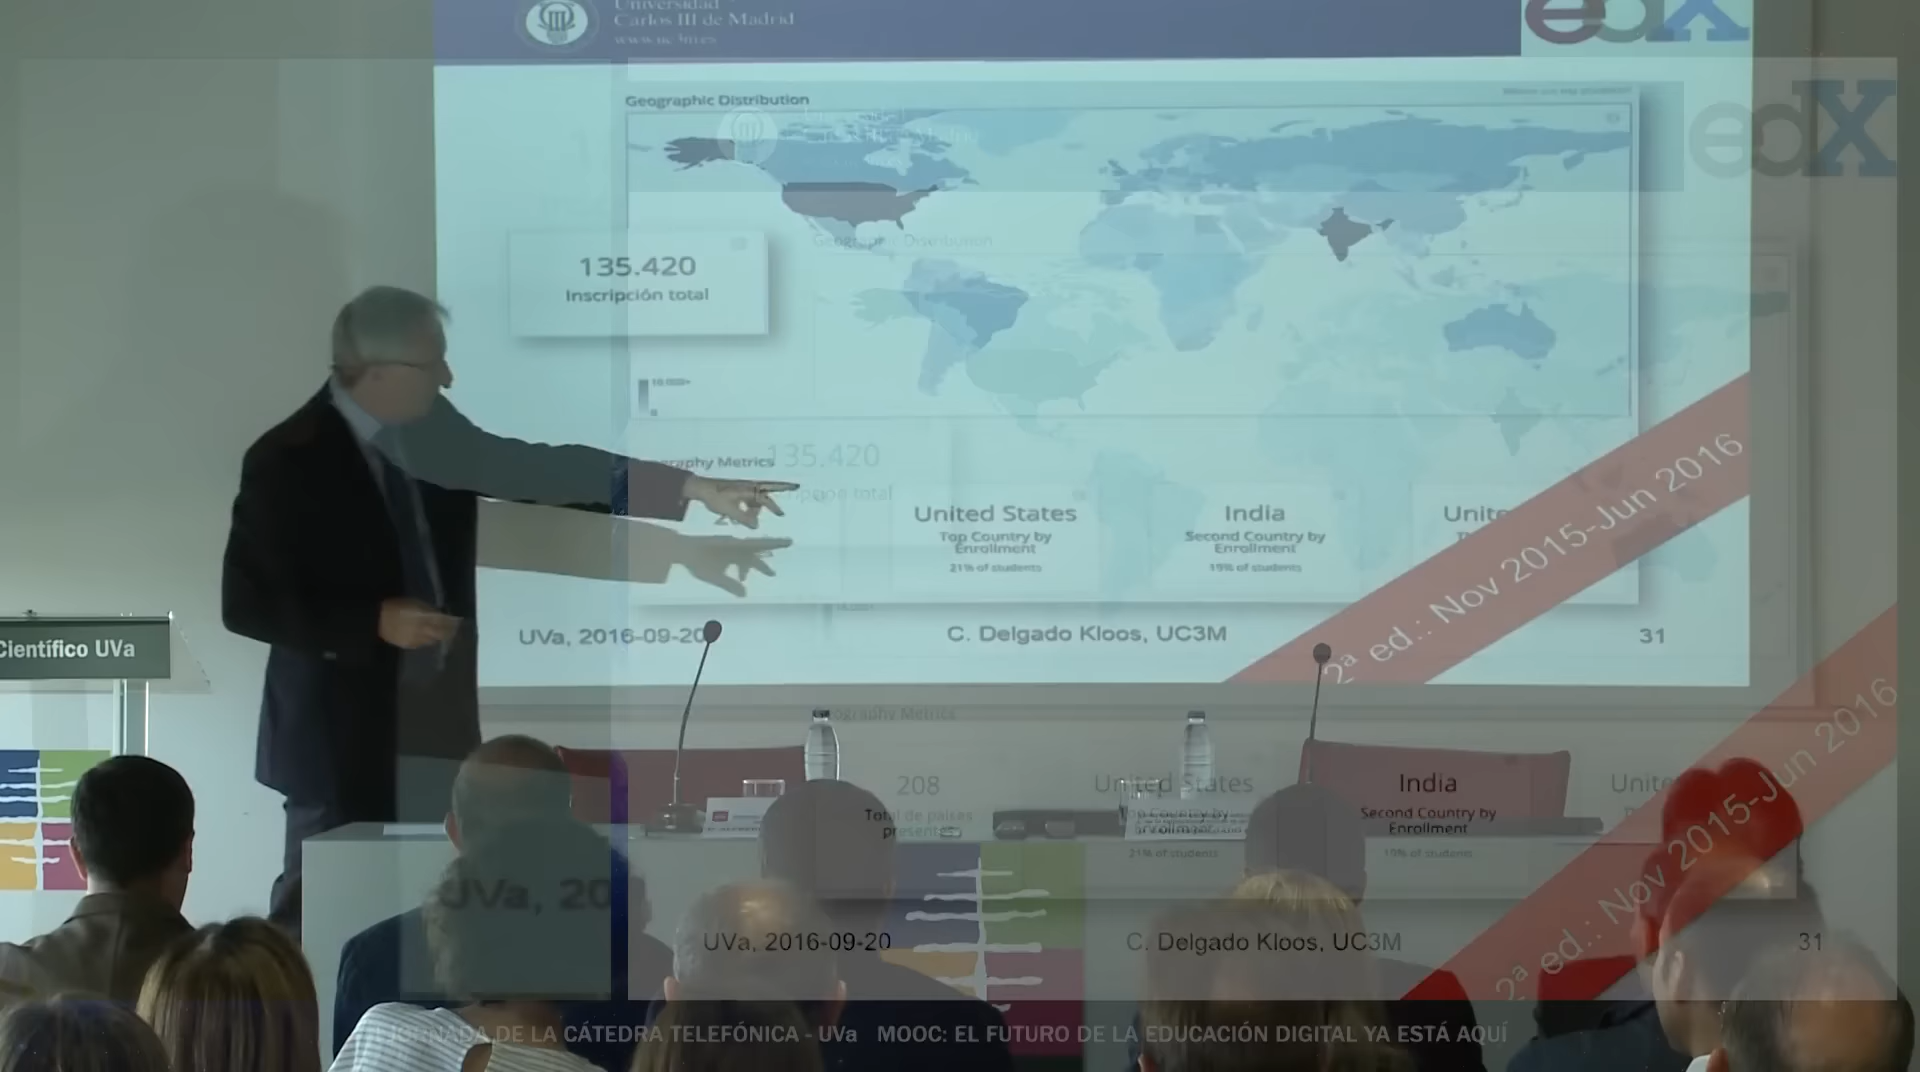 Universidad
Carlos III de Madrid
www.uc3m.es
edX
Geographic Distribution
135.420
Inscripción total
Geography Metrics
United States
Top Country by
Enrollment
21% of students
India
Second Country by
Enrollment
19% of students
Unite
2ª ed.: Nov 2015-Jun 2016
UVa, 2016-09-20
C. Delgado Kloos, UC3M
31
Científico UVa
edX
Geographic Distribution
135.420
Inscripción total
Geography Metrics
208
Total de países
presentes
United States
Top Country by
Enrollment
21% of students
India
Second Country by
Enrollment
19% of students
Unite
2ª ed.: Nov 2015-Jun 2016
UVa, 20
UVa, 2016-09-20
C. Delgado Kloos, UC3M
31
JORNADA DE LA CÁTEDRA TELEFÓNICA - UVa MOOC: EL FUTURO DE LA EDUCACIÓN DIGITAL YA ESTÁ AQUÍ